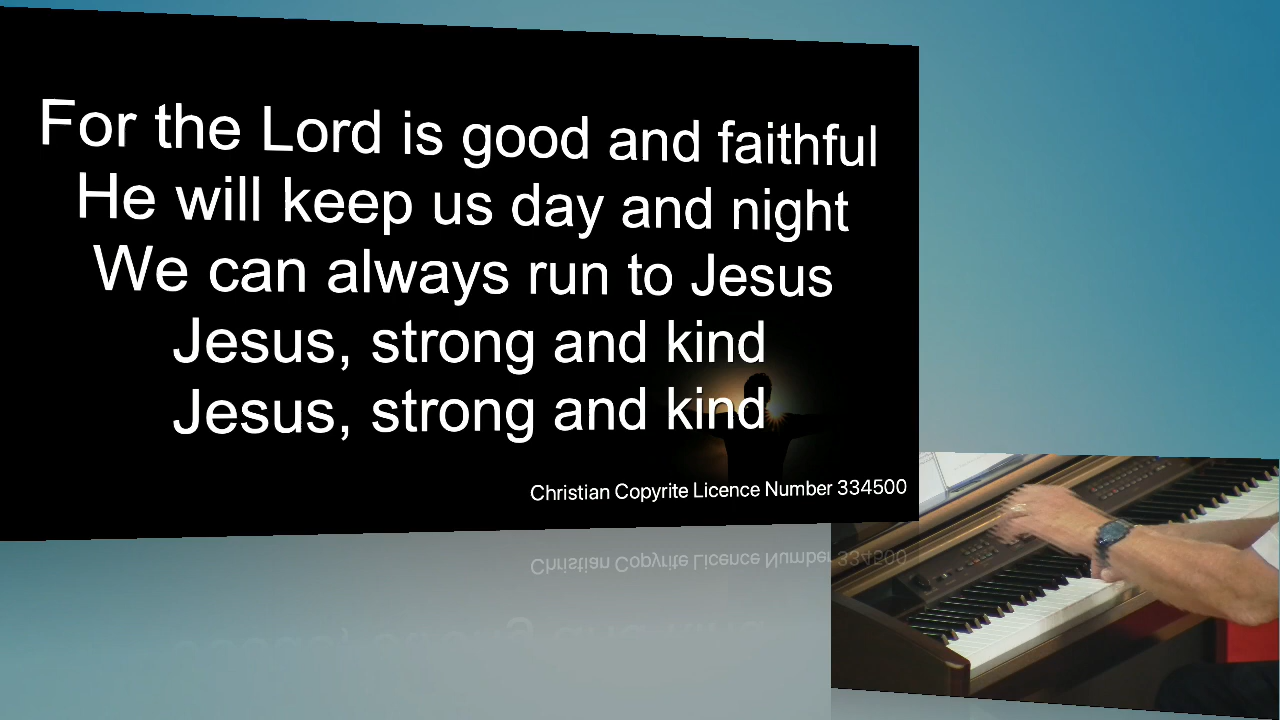 For the Lord is good and faithful
He will keep us day and night
We can always run to Jesus
Jesus, strong and kind
Jesus, strong and kind
Christian Copyrite Licence Number 334500